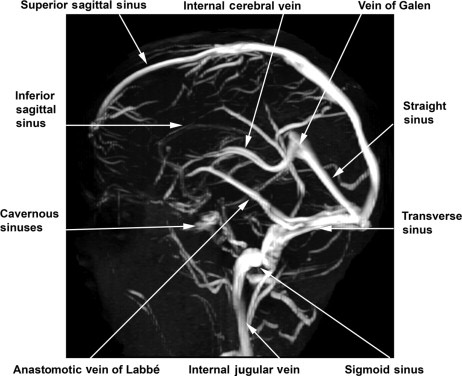 Superior sagittal sinus
Internal cerebral vein
Vein of Galen
Inferior
sagittal
sinus
Straight
sinus
Cavernous
sinuses
Transverse
sinus
Anastomotic vein of Labbé
Internal jugular vein
Sigmoid sinus